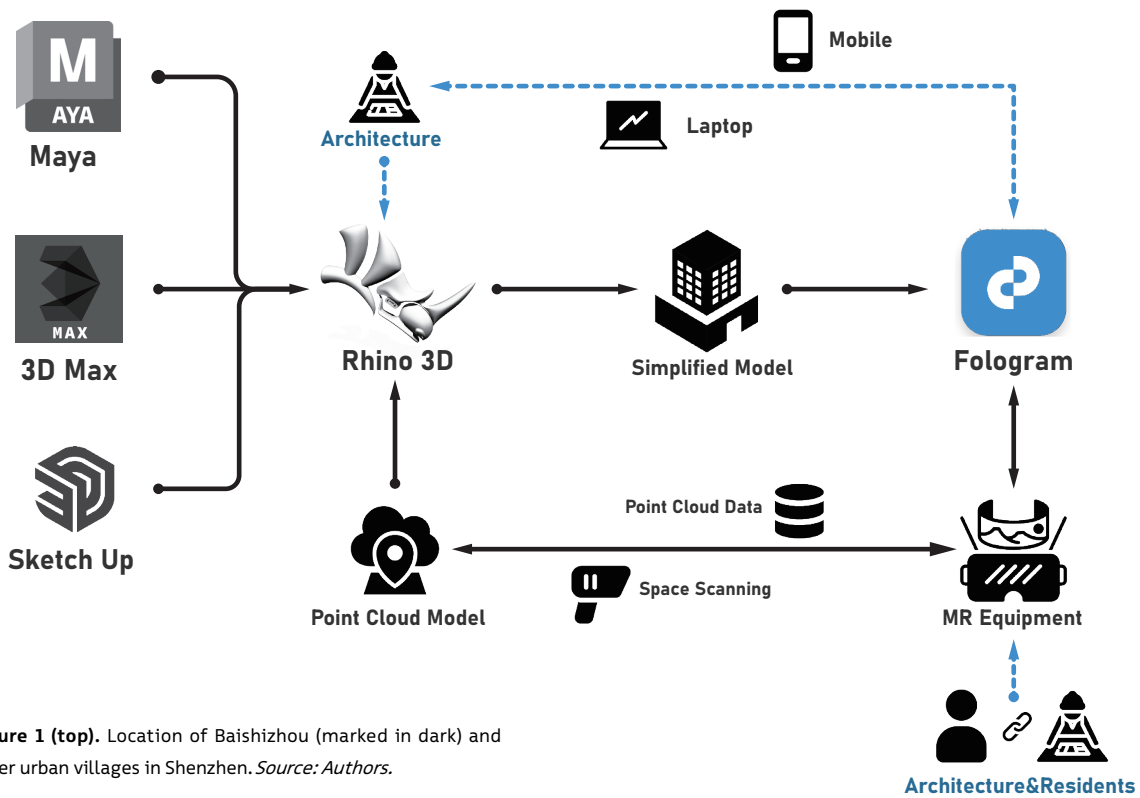 M
AYA
Maya
Mobile
Laptop
Architecture
MAX
3D Max
Rhino 3D
Simplified Model
Fologram
Sketch Up
Point Cloud Data
Space Scanning
Point Cloud Model
MR Equipment
ure 1 (top). Location of Baishizhou (marked in dark) and
er urban villages in Shenzhen. Source: Authors.
Architecture&Residents